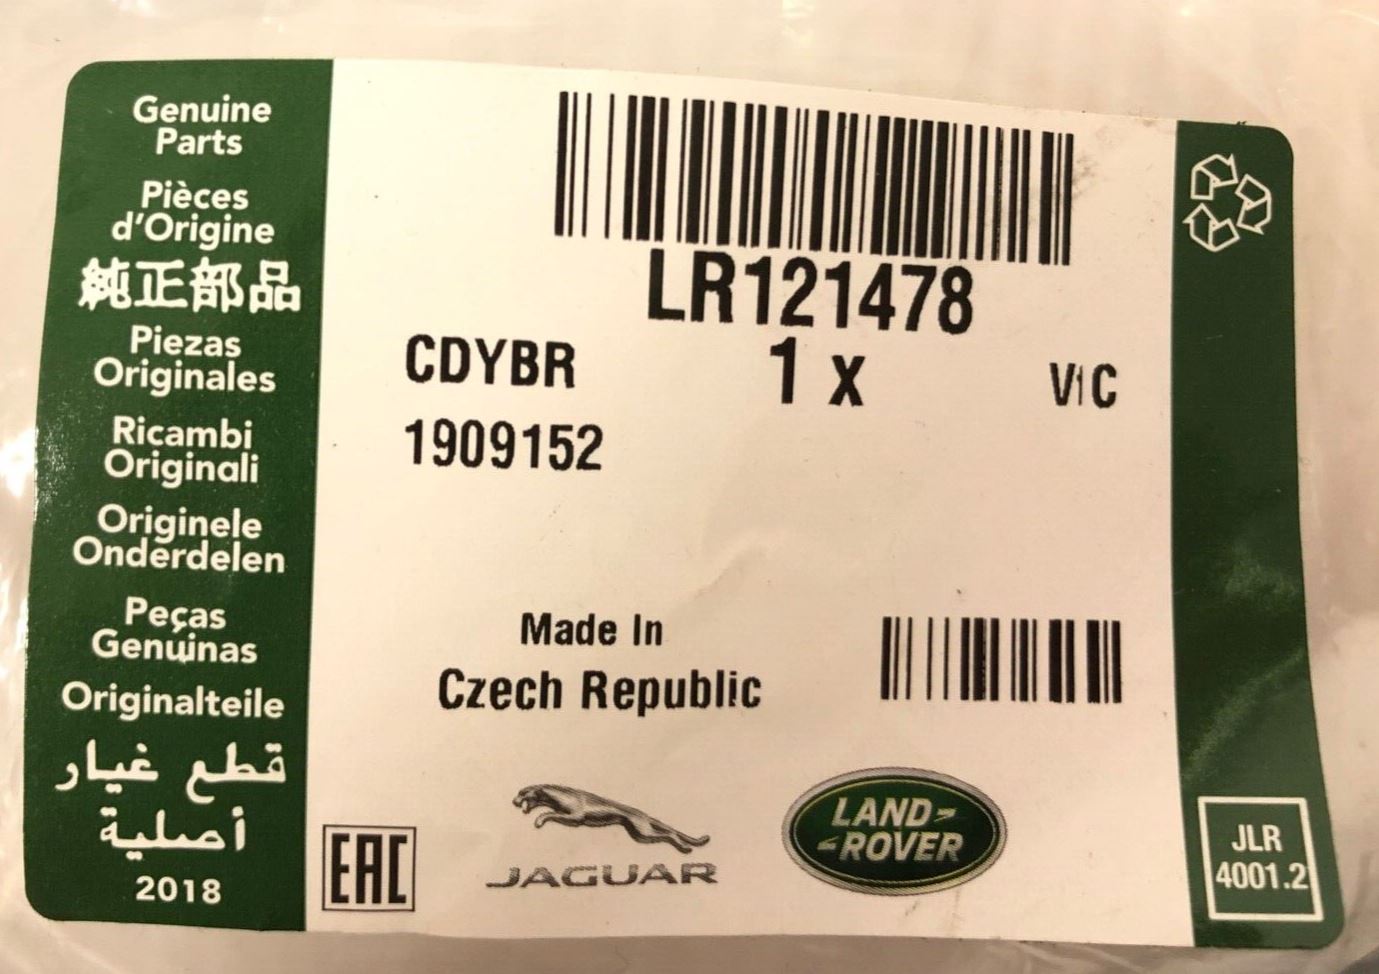 Genuine
Parts
Pièces
d'Origine
純正部品
Piezas
Originales
Ricambi
Originali
Originele
Onderdelen
Peças
Genuinas
Originalteile
قطع غيار
أصلية
2018
LR121478
CDYBR
1 x
V1C
1909152
Made In
Czech Republic
EAC
JAGUAR
LAND-
-ROVER
JLR
4001.2